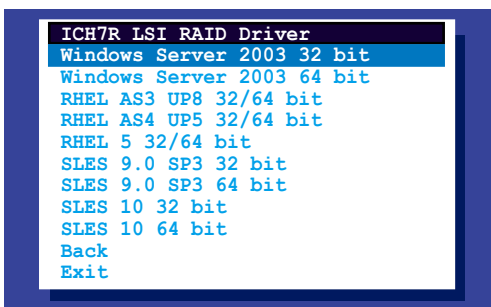 ICH7R LSI RAID Driver
Windows Server 2003 32 bit
Windows Server 2003 64 bit
RHEL AS3 UP8 32/64 bit
RHEL AS4 UP5 32/64 bit
RHEL 5 32/64 bit
SLES 9.0 SP3 32 bit
SLES 9.0 SP3 64 bit
SLES 10 32 bit
SLES 10 64 bit
Back
Exit